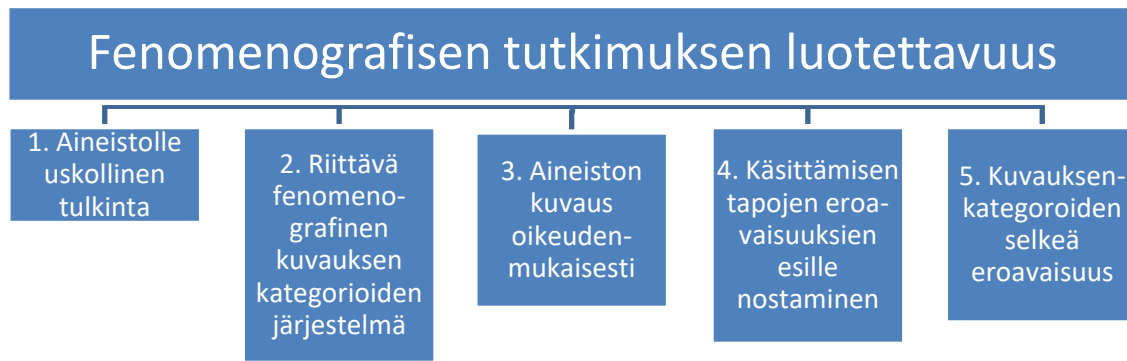 Fenomenografisen tutkimuksen luotettavuus
1. Aineistolle
uskollinen
tulkinta
2. Riittävä
fenomeno-
grafinen
kuvauksen
kategorioiden
järjestelmä
3. Aineiston
kuvaus
oikeuden-
mukaisesti
4. Käsittämisen
tapojen eroa-
vaisuuksien
esille
nostaminen
5. Kuvauksen-
kategoroiden
selkeä
eroavaisuus